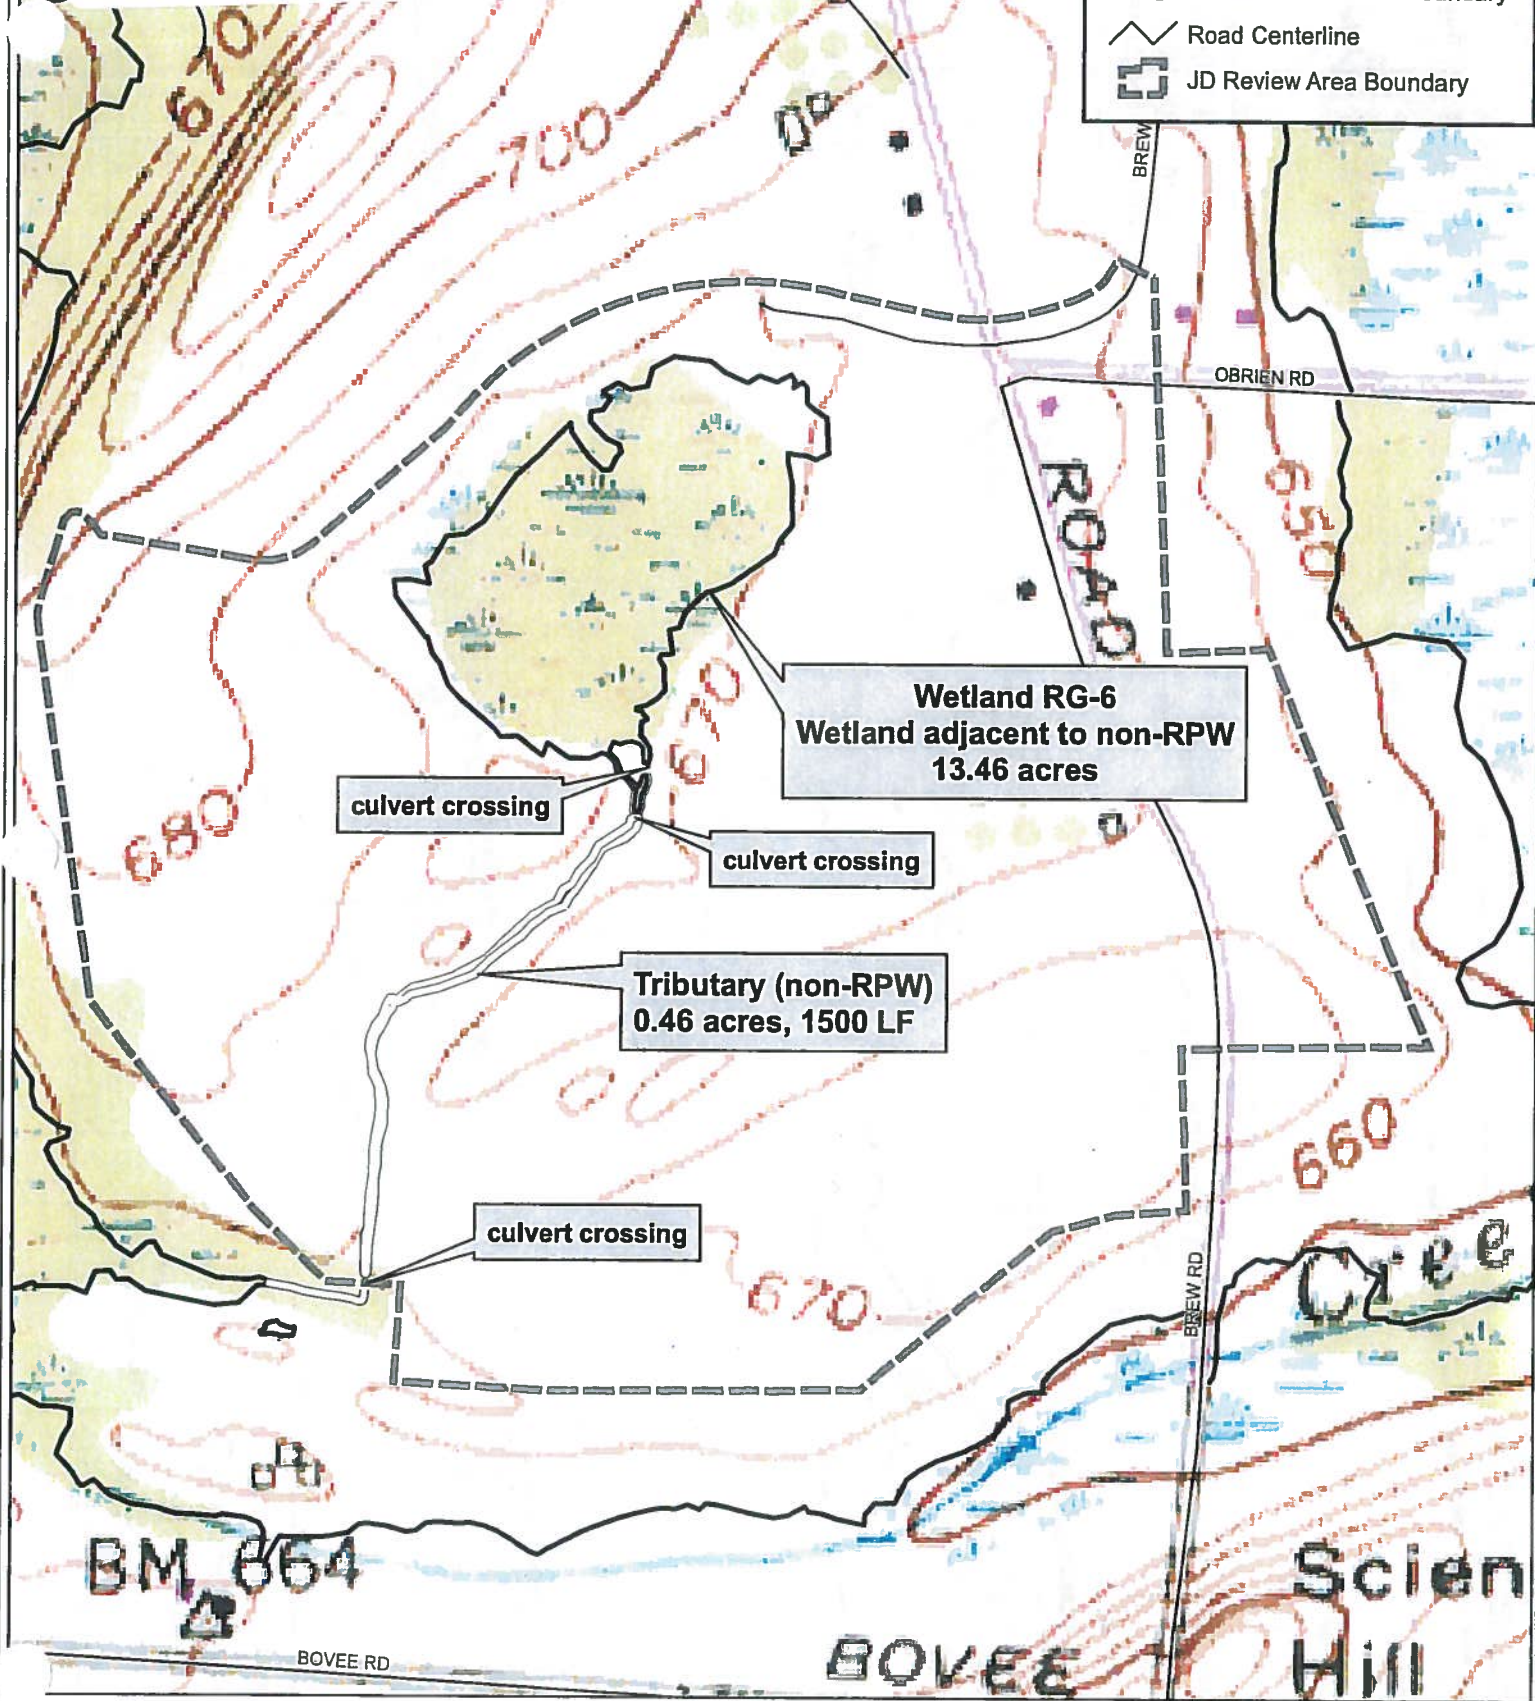 Road Centerline
JD Review Area Boundary
670
700
BREW
OBRIEN RD
650
ROAD
Wetland RG-6
Wetland adjacent to non-RPW
13.46 acres
670
culvert crossing
680
culvert crossing
Tributary (non-RPW)
0.46 acres, 1500 LF
660
culvert crossing
670
BREW RD
Cree
BM 664
Scien
BOVEE RD
BOVEE
Hill